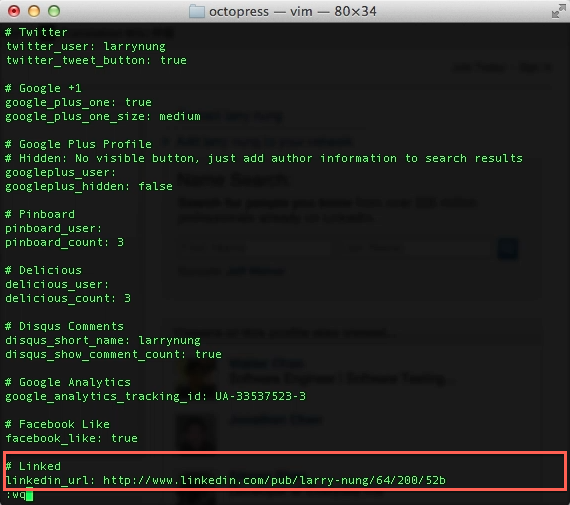 octopress — vim — 80×34
# Twitter
twitter_user: larrynung
twitter_tweet_button: true
# Google +1
google_plus_one: true
google_plus_one_size: medium
# Google Plus Profile
# Hidden: No visible button, just add author information to search results
googleplus_user:
googleplus_hidden: false
# Pinboard
pinboard_user:
pinboard_count: 3
# Delicious
delicious_user:
delicious_count: 3
# Disqus Comments
disqus_short_name: larrynung
disqus_show_comment_count: true
# Google Analytics
google_analytics_tracking_id: UA-33537523-3
# Facebook Like
facebook_like: true
# Linked
linkedin_url: http://www.linkedin.com/pub/larry-nung/64/200/52b
:wq